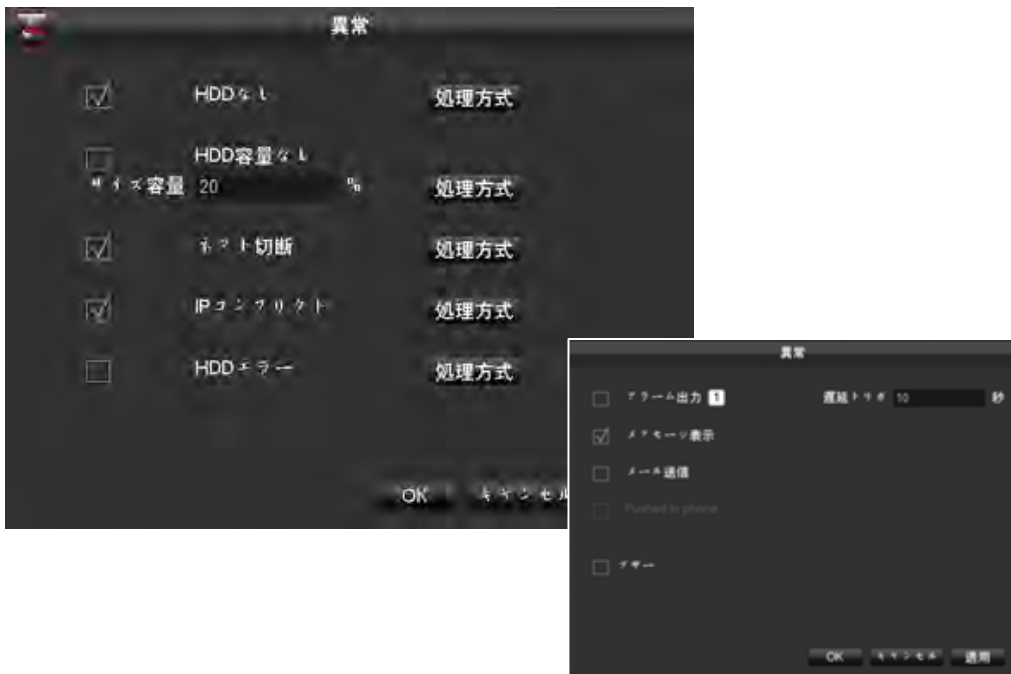 異常
HDDなし 処理方式
HDD容量なし
サイズ容量 20 % 処理方式
ネット切断 処理方式
IPコンフリクト 処理方式
HDDエラー 処理方式
OK キャンセル
異常
アラーム出力 1 遅延トリガ 10 秒
メッセージ表示
メール送信
Pushed to phone
ブザー
OK キャンセル 適用